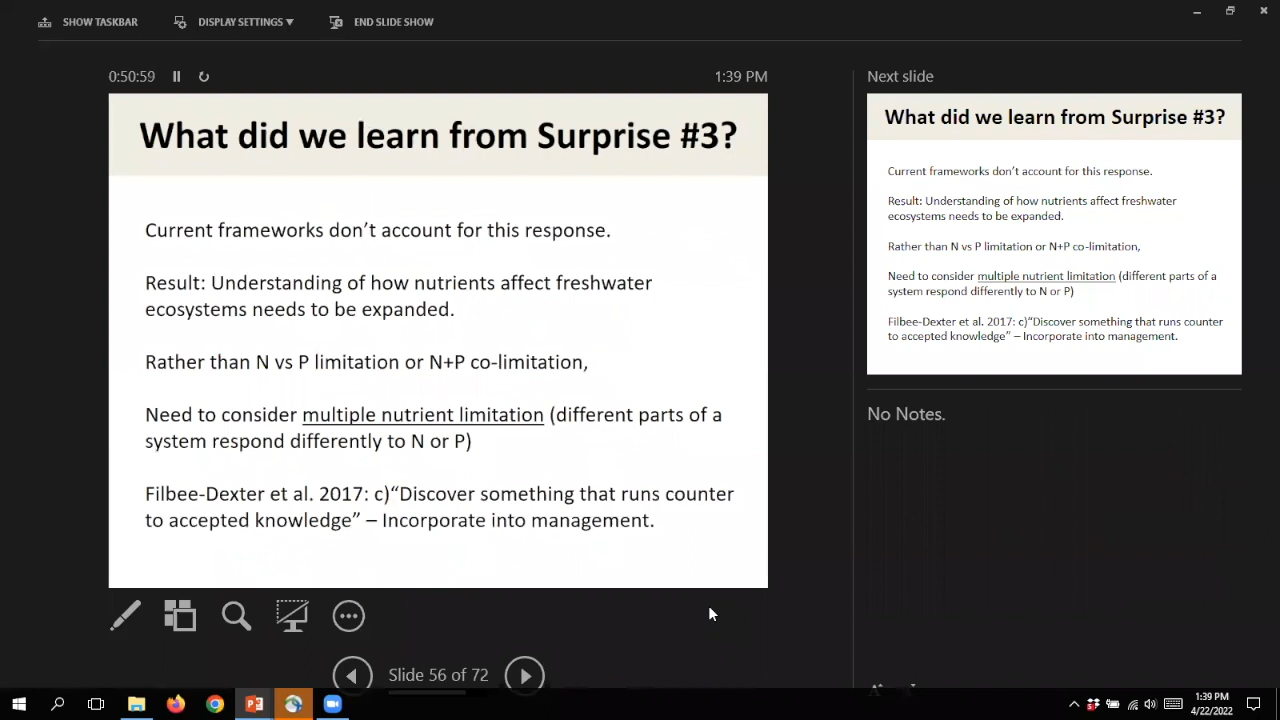 SHOW TASKBAR
DISPLAY SETTINGS ▼
END SLIDE SHOW
0:50:59
1:39 PM
What did we learn from Surprise #3?
Current frameworks don’t account for this response.
Result: Understanding of how nutrients affect freshwater
ecosystems needs to be expanded.
Rather than N vs P limitation or N+P co-limitation,
Need to consider multiple nutrient limitation (different parts of a
system respond differently to N or P)
Filbee-Dexter et al. 2017: c)“Discover something that runs counter
to accepted knowledge” – Incorporate into management.
Slide 56 of 72
Next slide
What did we learn from Surprise #3?
Current frameworks don’t account for this response.
Result: Understanding of how nutrients affect freshwater
ecosystems needs to be expanded.
Rather than N vs P limitation or N+P co-limitation,
Need to consider multiple nutrient limitation (different parts of a
system respond differently to N or P)
Filbee-Dexter et al. 2017: c)“Discover something that runs counter
to accepted knowledge” – Incorporate into management.
No Notes.
1:39 PM
4/22/2022